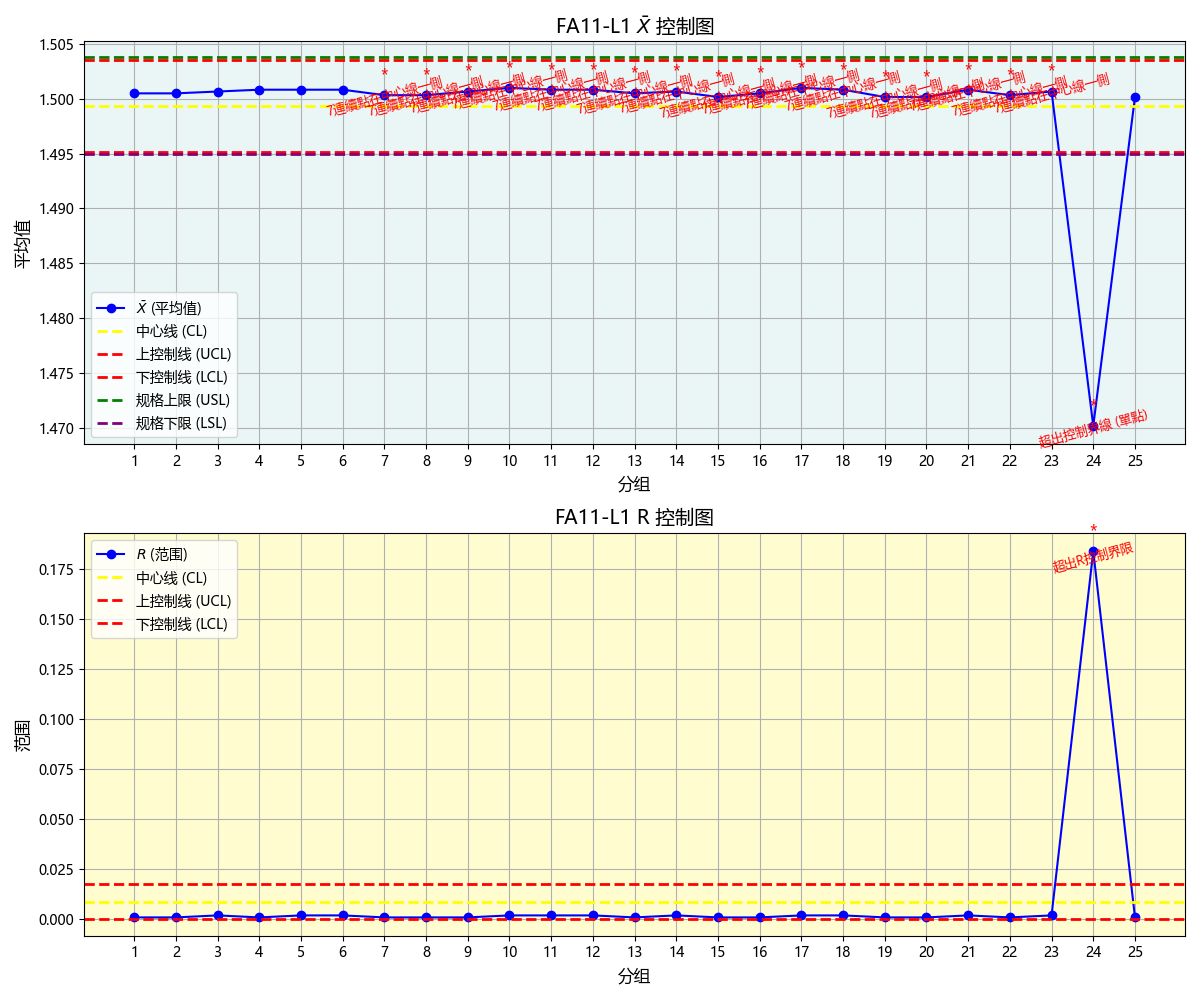 FA11-L1 X̄ 控制图
1.505
1.500
1.495
1.490
1.485
1.480
1.475
1.470
平均值
X̄ (平均值)
中心线 (CL)
上控制线 (UCL)
下控制线 (LCL)
规格上限 (USL)
规格下限 (LSL)
超出控制界線 (單點)
1 2 3 4 5 6 7 8 9 10 11 12 13 14 15 16 17 18 19 20 21 22 23 24 25
分组
FA11-L1 R 控制图
0.175
0.150
0.125
0.100
0.075
0.050
0.025
0.000
范围
R (范围)
中心线 (CL)
上控制线 (UCL)
下控制线 (LCL)
超出R控制界限
1 2 3 4 5 6 7 8 9 10 11 12 13 14 15 16 17 18 19 20 21 22 23 24 25
分组